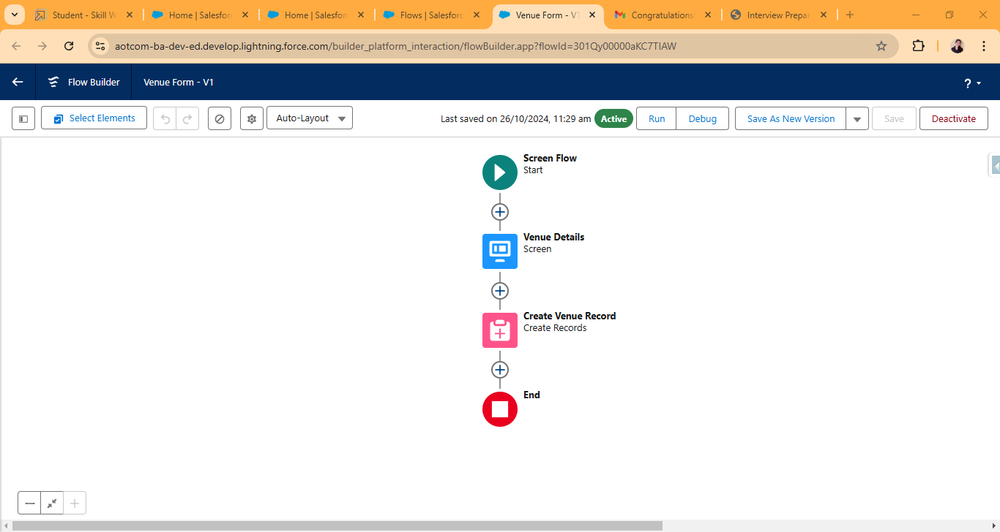 Student - Skill W
Home | Salesforc
Home | Salesforc
Flows | Salesforc
Venue Form - V1
Congratulations
Interview Prepar
aotcom-ba-dev-ed.develop.lightning.force.com/builder_platform_interaction/flowBuilder.app?flowId=301Qy00000aKC7TIAW
Flow Builder
Venue Form - V1
?
Select Elements
Auto-Layout
Last saved on 26/10/2024, 11:29 am
Active
Run
Debug
Save As New Version
Save
Deactivate
Screen Flow
Start
Venue Details
Screen
Create Venue Record
Create Records
End